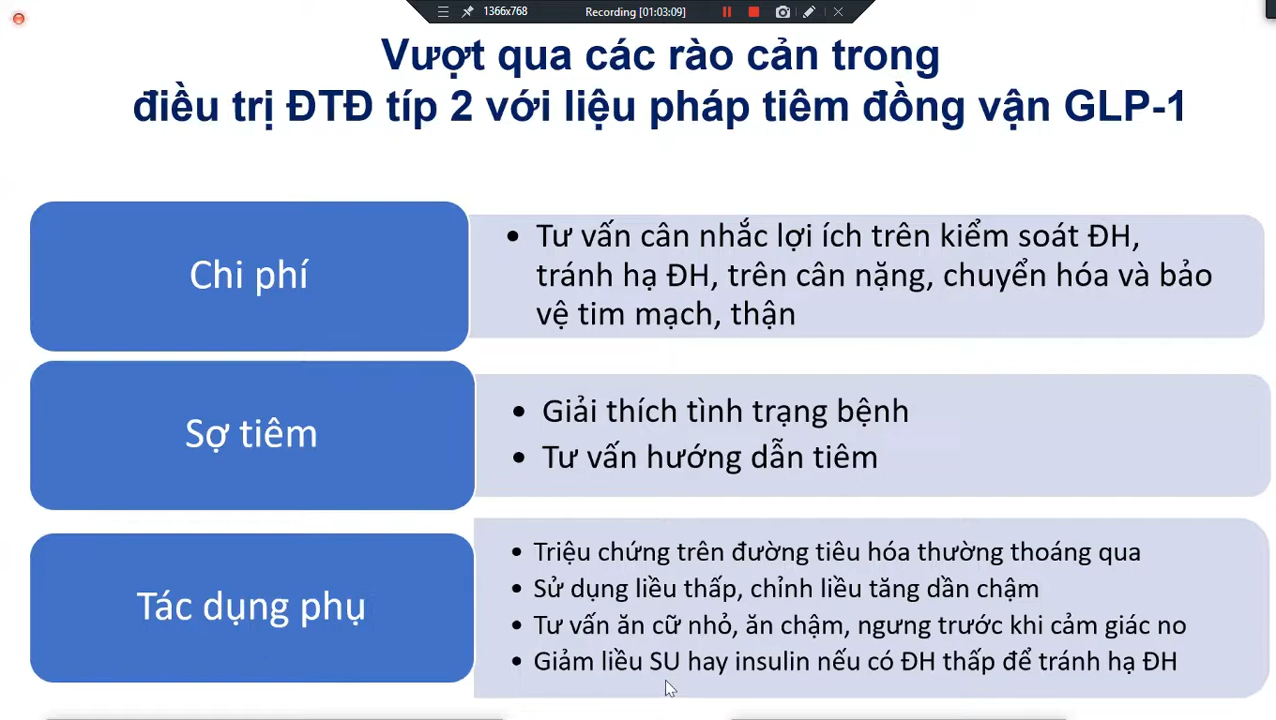 1366x768
Recording [01:03:09]
Vượt qua các rào cản trong
điều trị ĐTĐ típ 2 với liệu pháp tiêm đồng vận GLP-1
Chi phí
• Tư vấn cân nhắc lợi ích trên kiểm soát ĐH,
tránh hạ ĐH, trên cân nặng, chuyển hóa và bảo
vệ tim mạch, thận
Sợ tiêm
• Giải thích tình trạng bệnh
• Tư vấn hướng dẫn tiêm
Tác dụng phụ
• Triệu chứng trên đường tiêu hóa thường thoáng qua
• Sử dụng liều thấp, chỉnh liều tăng dần chậm
• Tư vấn ăn cữ nhỏ, ăn chậm, ngưng trước khi cảm giác no
• Giảm liều SU hay insulin nếu có ĐH thấp để tránh hạ ĐH